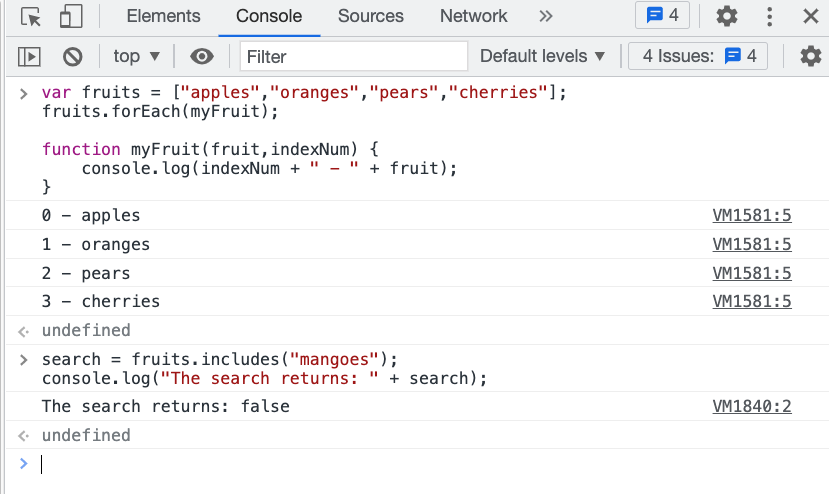 Elements Console Sources Network » 4
top ▼ Filter Default levels ▼ 4 Issues: 4
> var fruits = ["apples","oranges","pears","cherries"];
fruits.forEach(myFruit);
function myFruit(fruit,indexNum) {
    console.log(indexNum + " - " + fruit);
}
0 - apples VM1581:5
1 - oranges VM1581:5
2 - pears VM1581:5
3 - cherries VM1581:5
undefined
> search = fruits.includes("mangoes");
console.log("The search returns: " + search);
The search returns: false VM1840:2
undefined
>